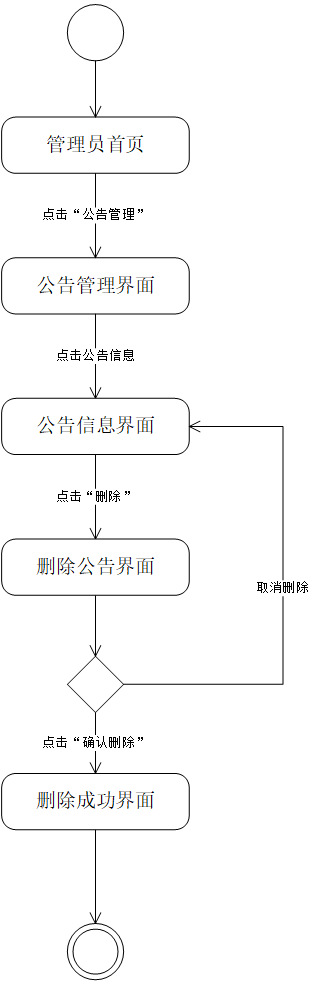 管理员首页
点击“公告管理”
公告管理界面
点击公告信息
公告信息界面
点击“删除”
删除公告界面
取消删除
点击“确认删除”
删除成功界面